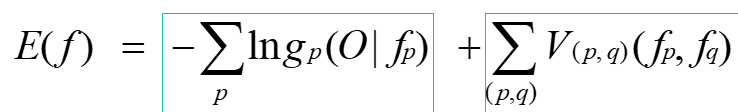 E(f) = −∑_p ln g_p(O | f_p) + ∑_(p,q) V_(p,q)(f_p, f_q)